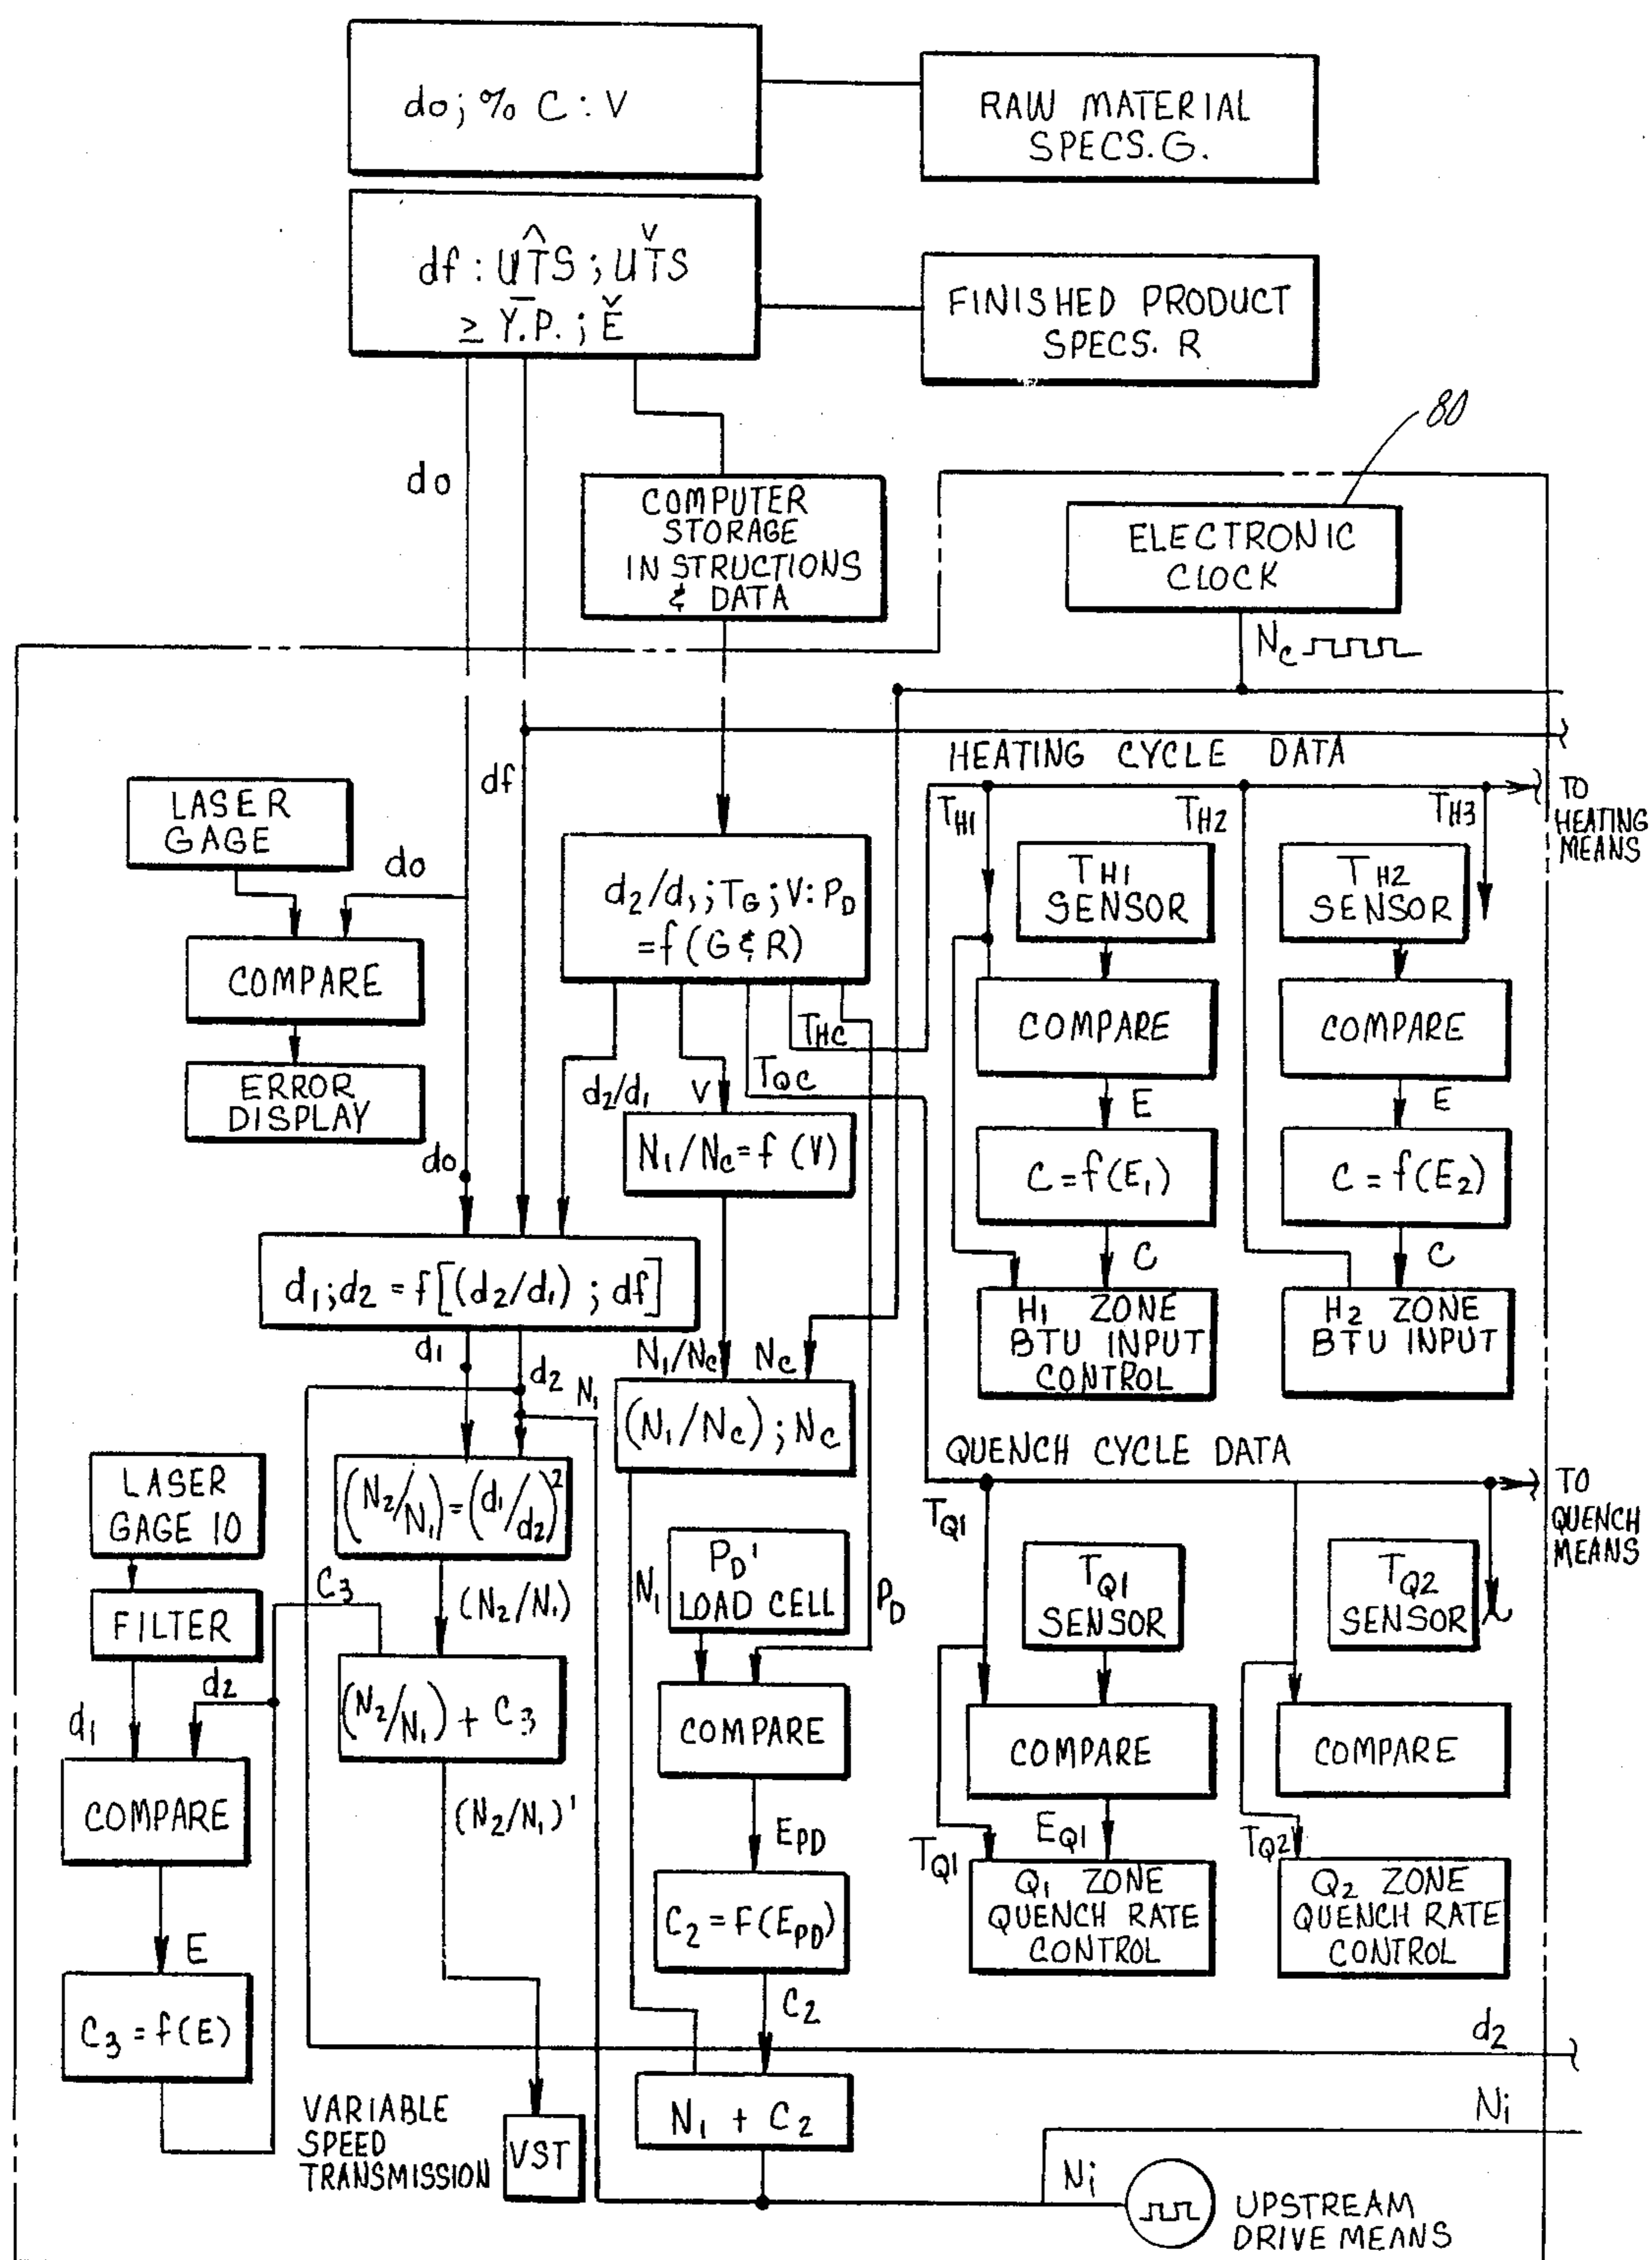 do; % C : V
RAW MATERIAL
SPECS. G.
df : UT̂S ; UT̆S
≥ Y̅.P. ; Ĕ
FINISHED PRODUCT
SPECS. R
80
do
COMPUTER
STORAGE
IN STRUCTIONS
& DATA
ELECTRONIC
CLOCK
Nc
HEATING CYCLE DATA
df
LASER
GAGE
do
COMPARE
ERROR
DISPLAY
d2/d1 ; TG ; V : PD
= f (G & R)
TH1
TH2
TH3
TO
HEATING
MEANS
TH1
SENSOR
TH2
SENSOR
COMPARE
COMPARE
THC
TQC
d2/d1
V
E
E
N1/Nc = f (V)
C = f(E1)
C = f(E2)
do
C
C
d1 ; d2 = f [(d2/d1) ; df]
H1 ZONE
BTU INPUT
CONTROL
H2 ZONE
BTU INPUT
d1
d2
N1
N1/Nc
Nc
(N1/Nc) ; Nc
QUENCH CYCLE DATA
LASER
GAGE 10
(N2/N1) = (d1/d2)²
TQ1
TO
QUENCH
MEANS
PD'
LOAD CELL
TQ1
SENSOR
TQ2
SENSOR
FILTER
C3
(N2/N1)
N1
PD
d1
d2
(N2/N1) + C3
COMPARE
COMPARE
COMPARE
COMPARE
(N2/N1)'
EPD
TQ1
EQ1
TQ2
E
C2 = F(EPD)
Q1 ZONE
QUENCH RATE
CONTROL
Q2 ZONE
QUENCH RATE
CONTROL
C3 = f(E)
C2
d2
VARIABLE
SPEED
TRANSMISSION
VST
N1 + C2
Ni
Ni
UPSTREAM
DRIVE MEANS